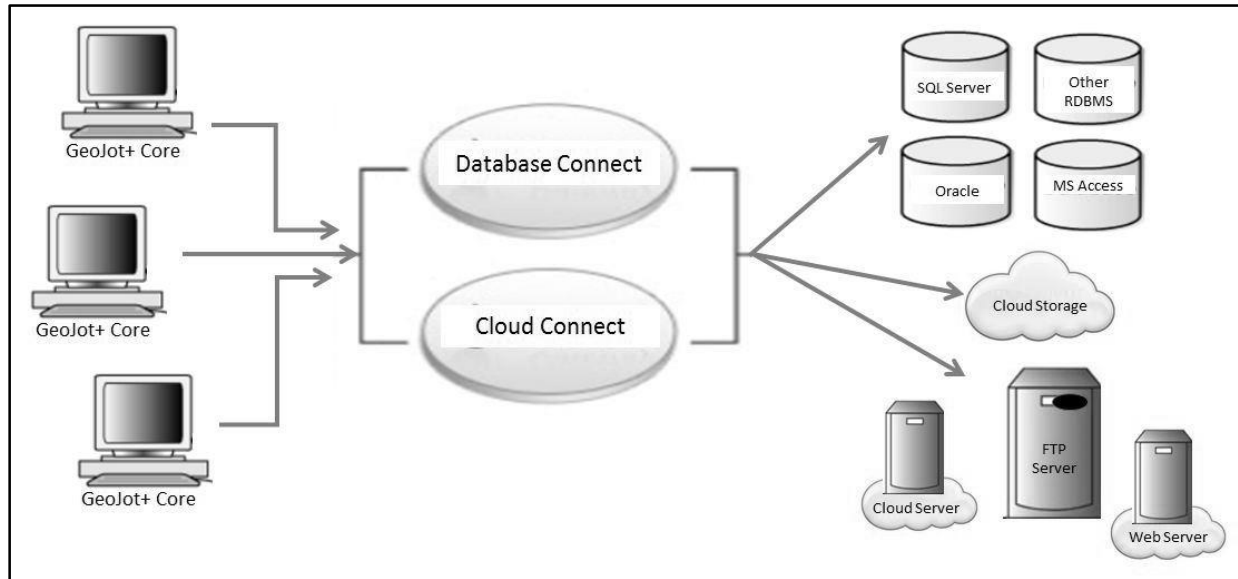 GeoJot+ Core
GeoJot+ Core
GeoJot+ Core
Database Connect
Cloud Connect
SQL Server
Other
RDBMS
Oracle
MS Access
Cloud Storage
FTP
Server
Cloud Server
Web Server